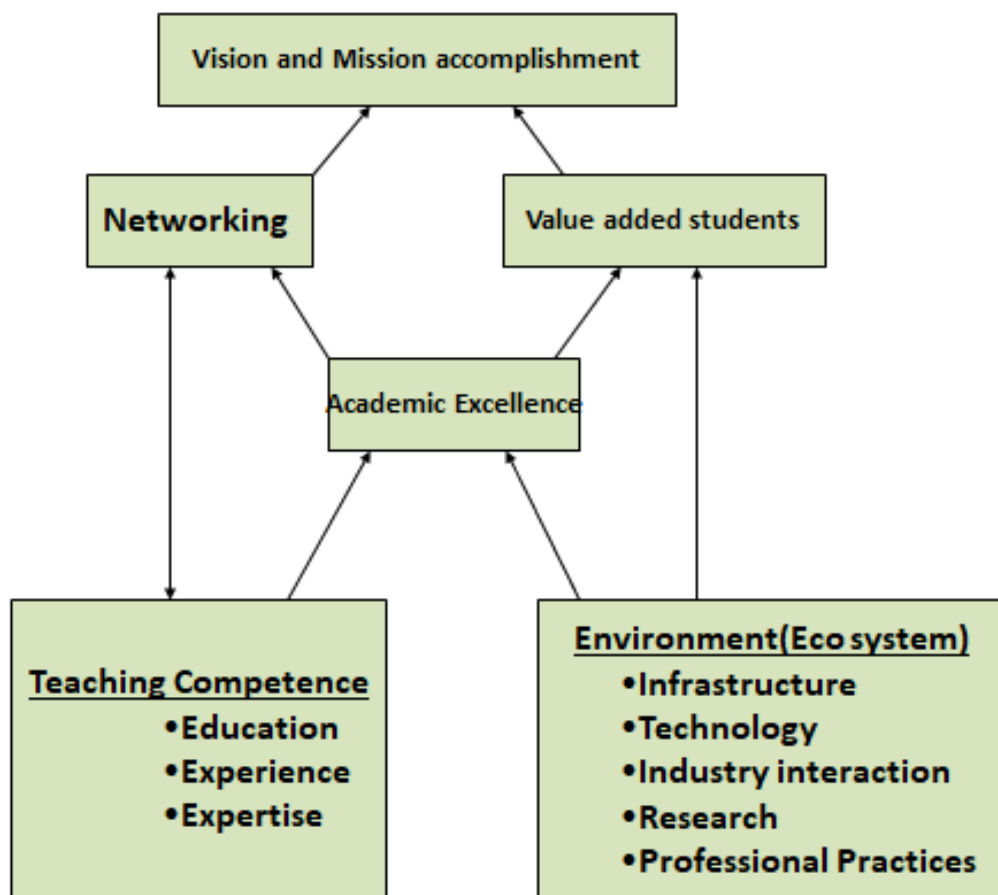 Vision and Mission accomplishment
Networking
Value added students
Academic Excellence
Teaching Competence
•Education
•Experience
•Expertise
Environment(Eco system)
•Infrastructure
•Technology
•Industry interaction
•Research
•Professional Practices